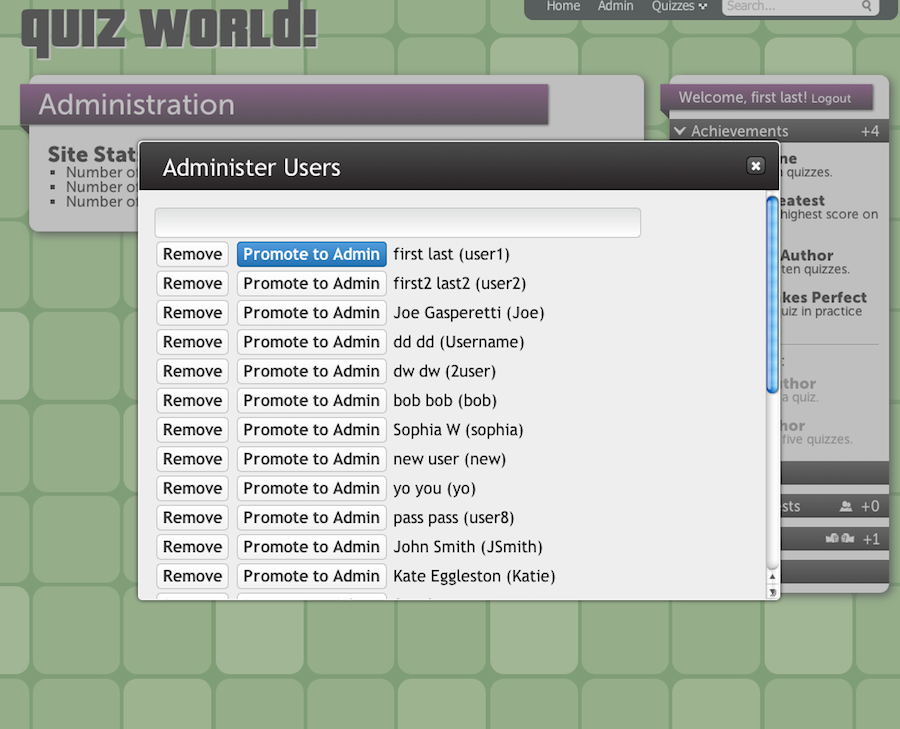 quiz world!
Home Admin Quizzes Search...
Administration
Welcome, first last! Logout
Achievements +4
Site Stat
Number of
Number of
Number of
Administer Users
ne
quizzes.
eatest
highest score on
Author
ten quizzes.
kes Perfect
uiz in practice
:
thor
a quiz.
hor
five quizzes.
sts +0
+1
Remove Promote to Admin first last (user1)
Remove Promote to Admin first2 last2 (user2)
Remove Promote to Admin Joe Gasperetti (Joe)
Remove Promote to Admin dd dd (Username)
Remove Promote to Admin dw dw (2user)
Remove Promote to Admin bob bob (bob)
Remove Promote to Admin Sophia W (sophia)
Remove Promote to Admin new user (new)
Remove Promote to Admin yo you (yo)
Remove Promote to Admin pass pass (user8)
Remove Promote to Admin John Smith (JSmith)
Remove Promote to Admin Kate Eggleston (Katie)